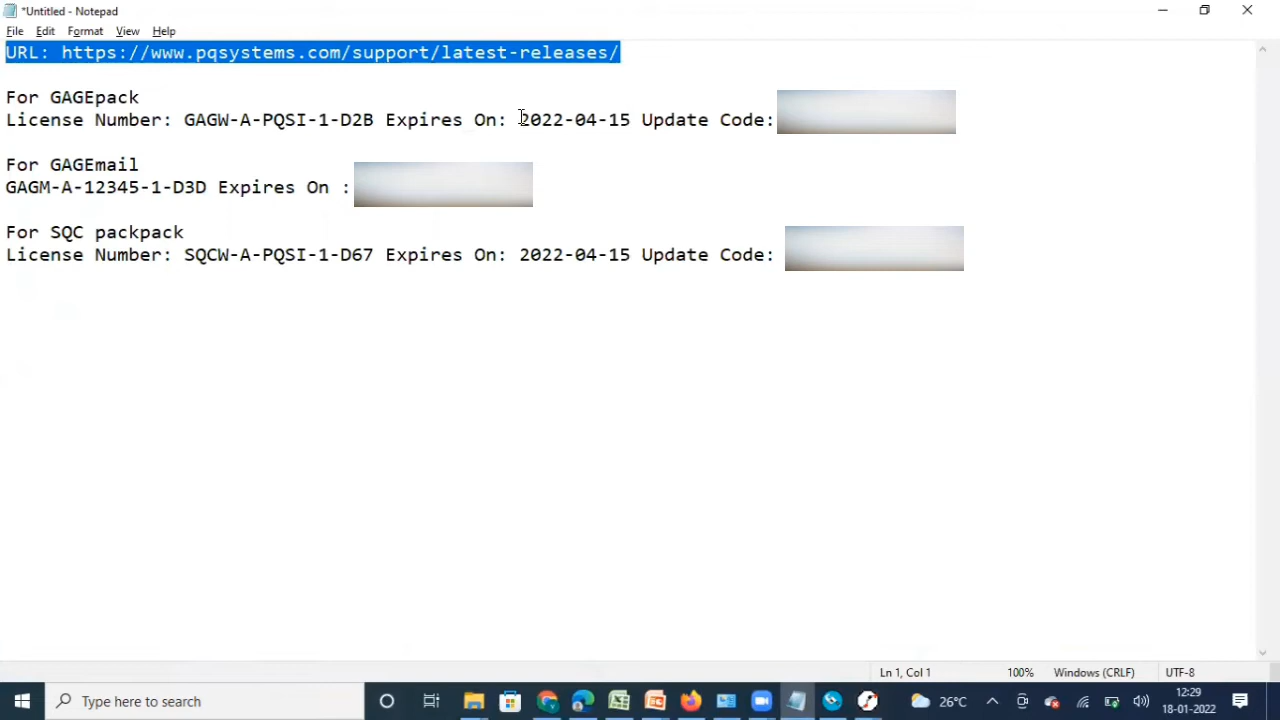 *Untitled - Notepad
File Edit Format View Help
URL: https://www.pqsystems.com/support/latest-releases/
For GAGEpack
License Number: GAGW-A-PQSI-1-D2B Expires On: 2022-04-15 Update Code:
For GAGEmail
GAGM-A-12345-1-D3D Expires On :
For SQC packpack
License Number: SQCW-A-PQSI-1-D67 Expires On: 2022-04-15 Update Code:
Ln 1, Col 1 100% Windows (CRLF) UTF-8
Type here to search 26°C 12:29
18-01-2022